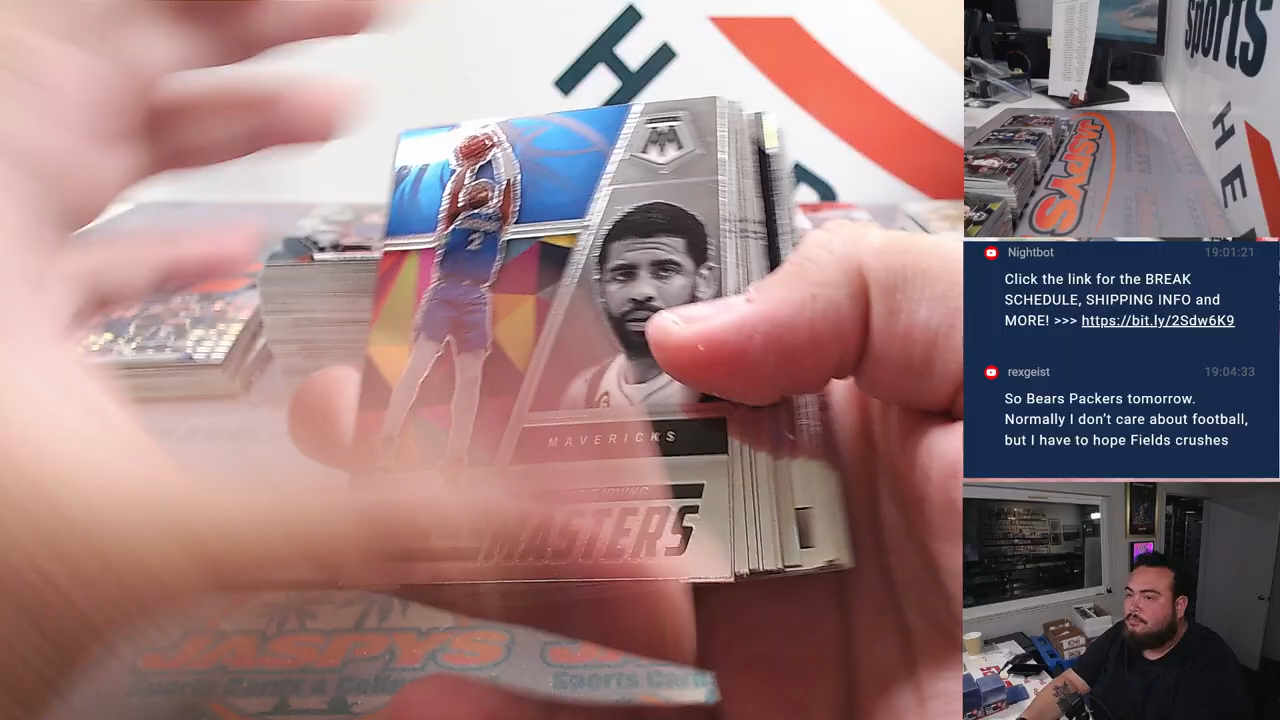 H
M
2
MAVERICKS
MASTERS
JASPYS
Sports
H E
JASPYS
Nightbot 19:01:21
Click the link for the BREAK
SCHEDULE, SHIPPING INFO and
MORE! >>> https://bit.ly/2Sdw6K9
rexgeist 19:04:33
So Bears Packers tomorrow.
Normally I don't care about football,
but I have to hope Fields crushes